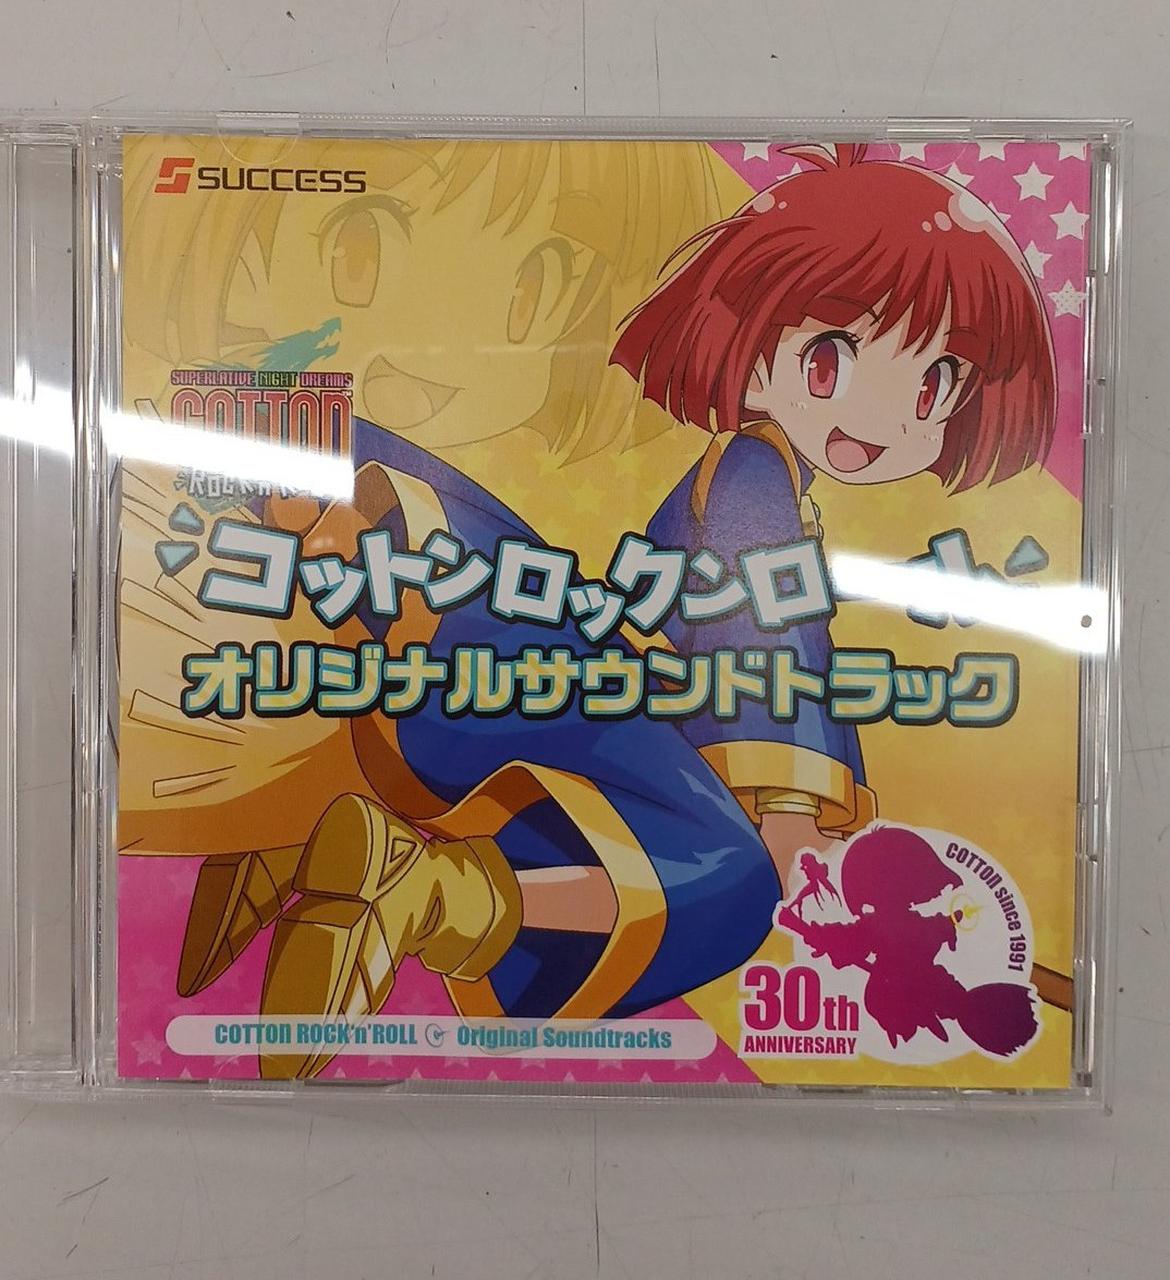 SUCCESS
SUPERLATIVE NIGHT DREAMS
COTTON
ROCK'n'
コットンロックンロール
オリジナルサウンドトラック
COTTON since 1991
30th
ANNIVERSARY
COTTON ROCK'n'ROLL Original Soundtracks